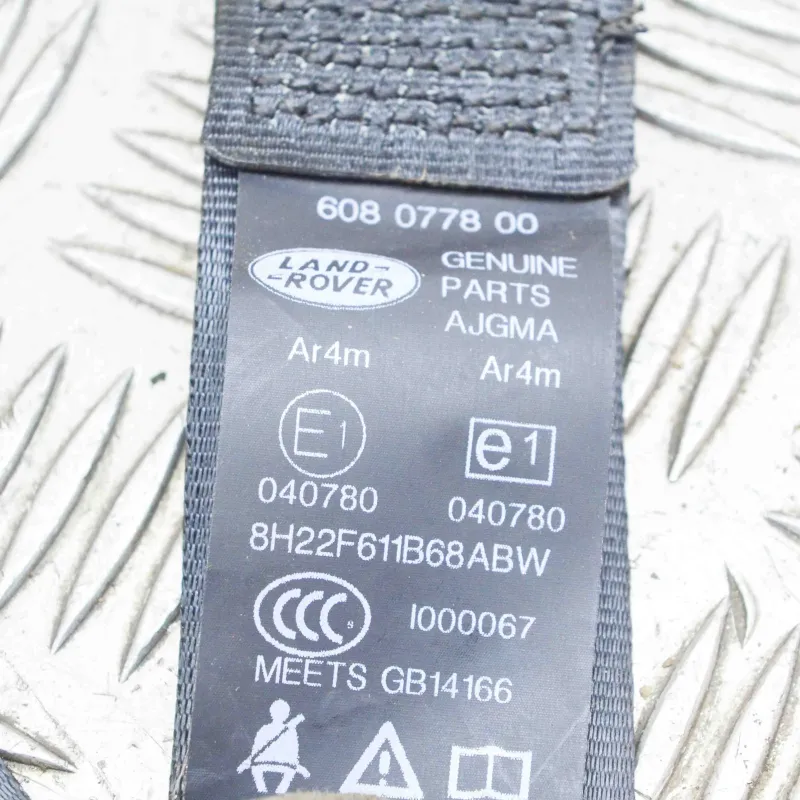 608 0778 00
LAND-
-ROVER
GENUINE
PARTS
AJGMA
Ar4m
Ar4m
E1
e1
040780
040780
8H22F611B68ABW
CCC S
I000067
MEETS GB14166